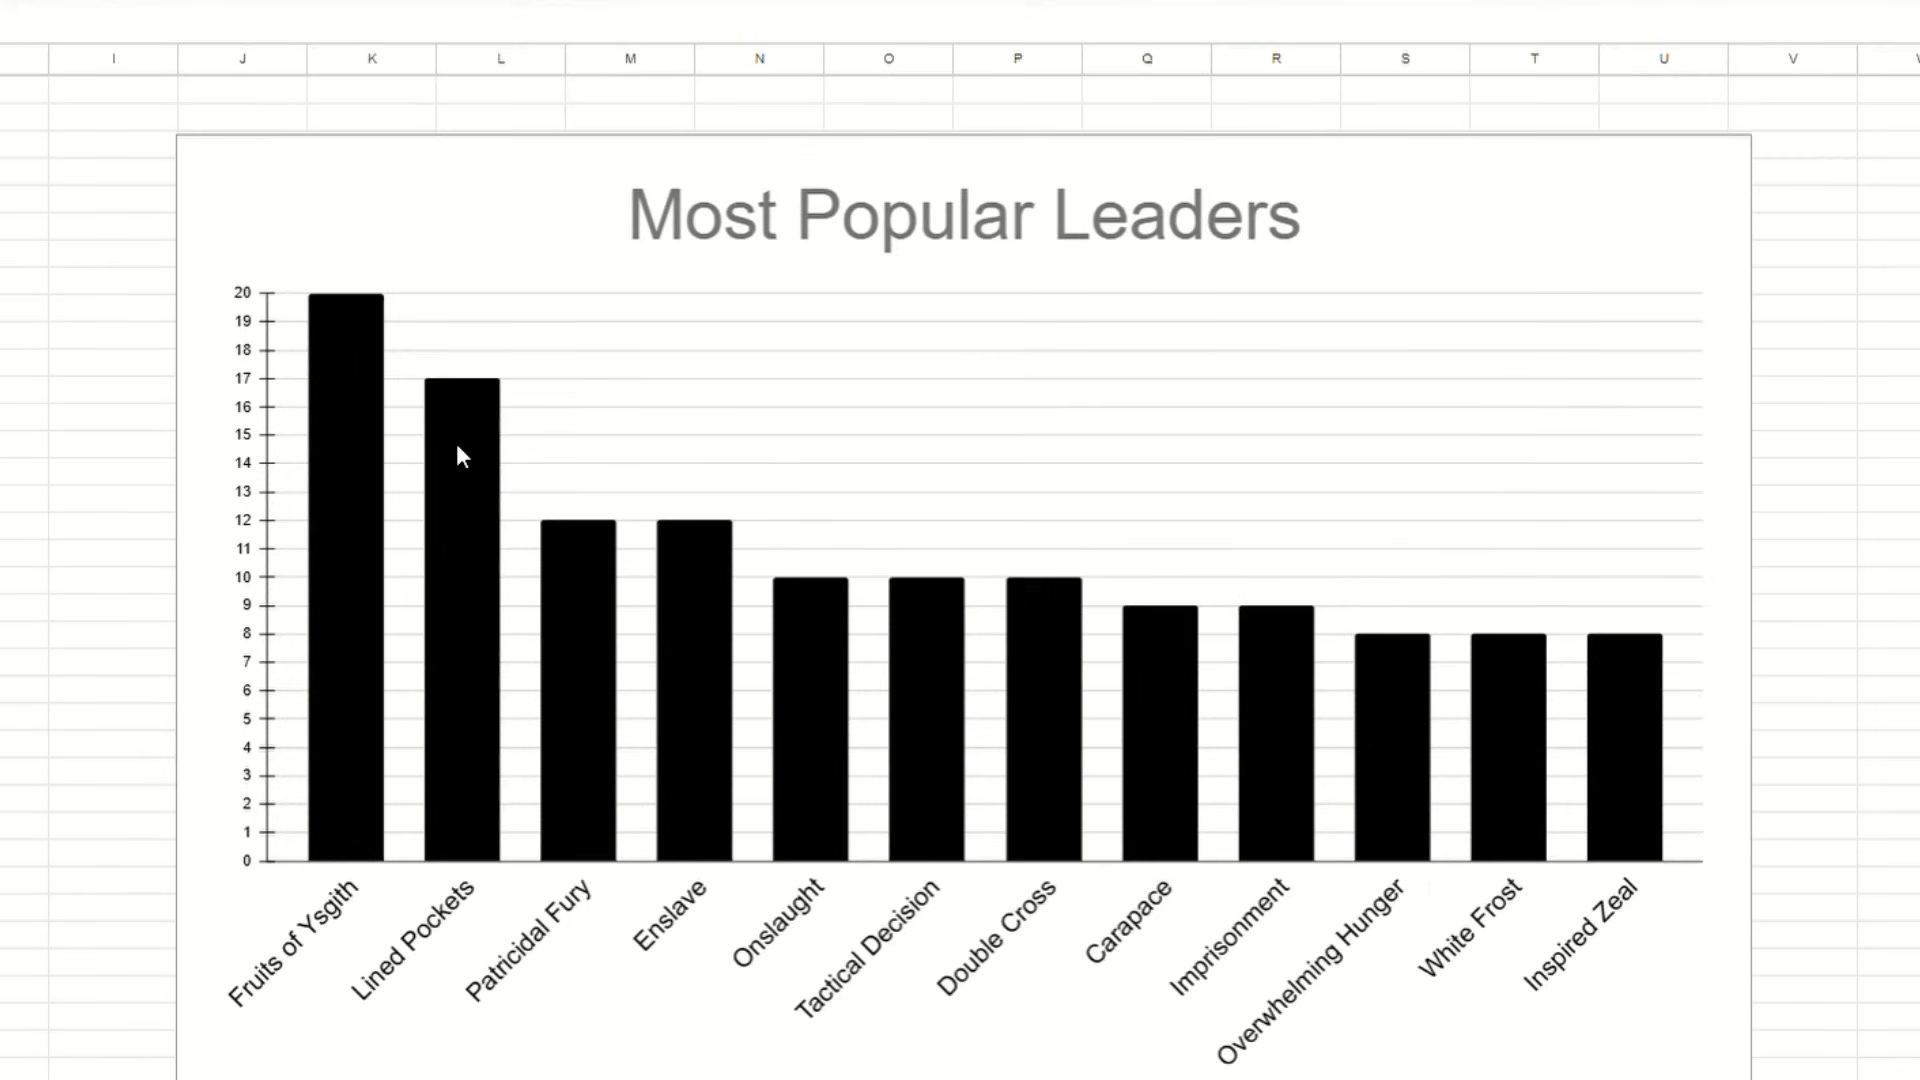 I J K L M N O P Q R S T U V
Most Popular Leaders
20
19
18
17
16
15
14
13
12
11
10
9
8
7
6
5
4
3
2
1
0
Fruits of Ysgith
Lined Pockets
Patricidal Fury
Enslave
Onslaught
Tactical Decision
Double Cross
Carapace
Imprisonment
Overwhelming Hunger
White Frost
Inspired Zeal